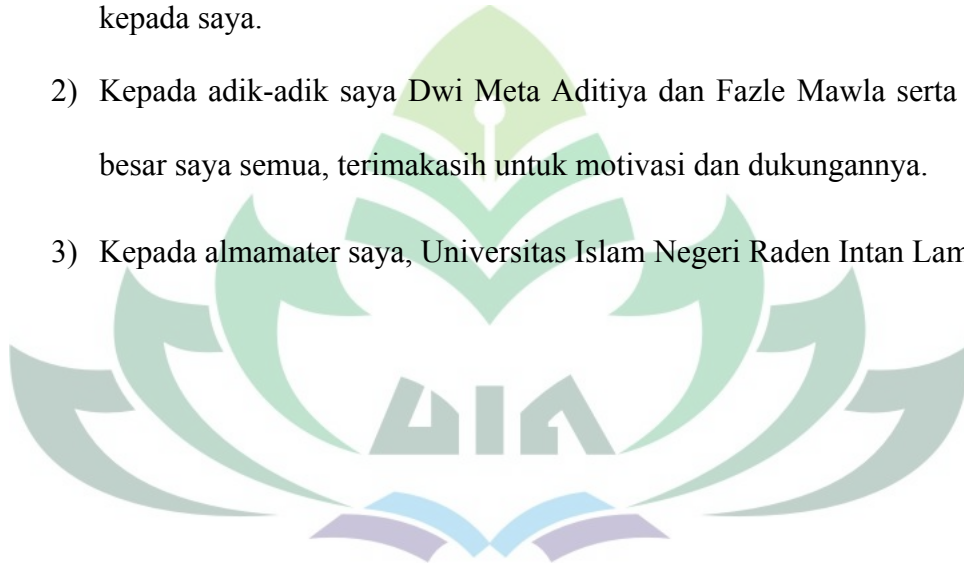 kepada saya.
2) Kepada adik-adik saya Dwi Meta Aditiya dan Fazle Mawla serta
besar saya semua, terimakasih untuk motivasi dan dukungannya.
3) Kepada almamater saya, Universitas Islam Negeri Raden Intan Lam
UIN